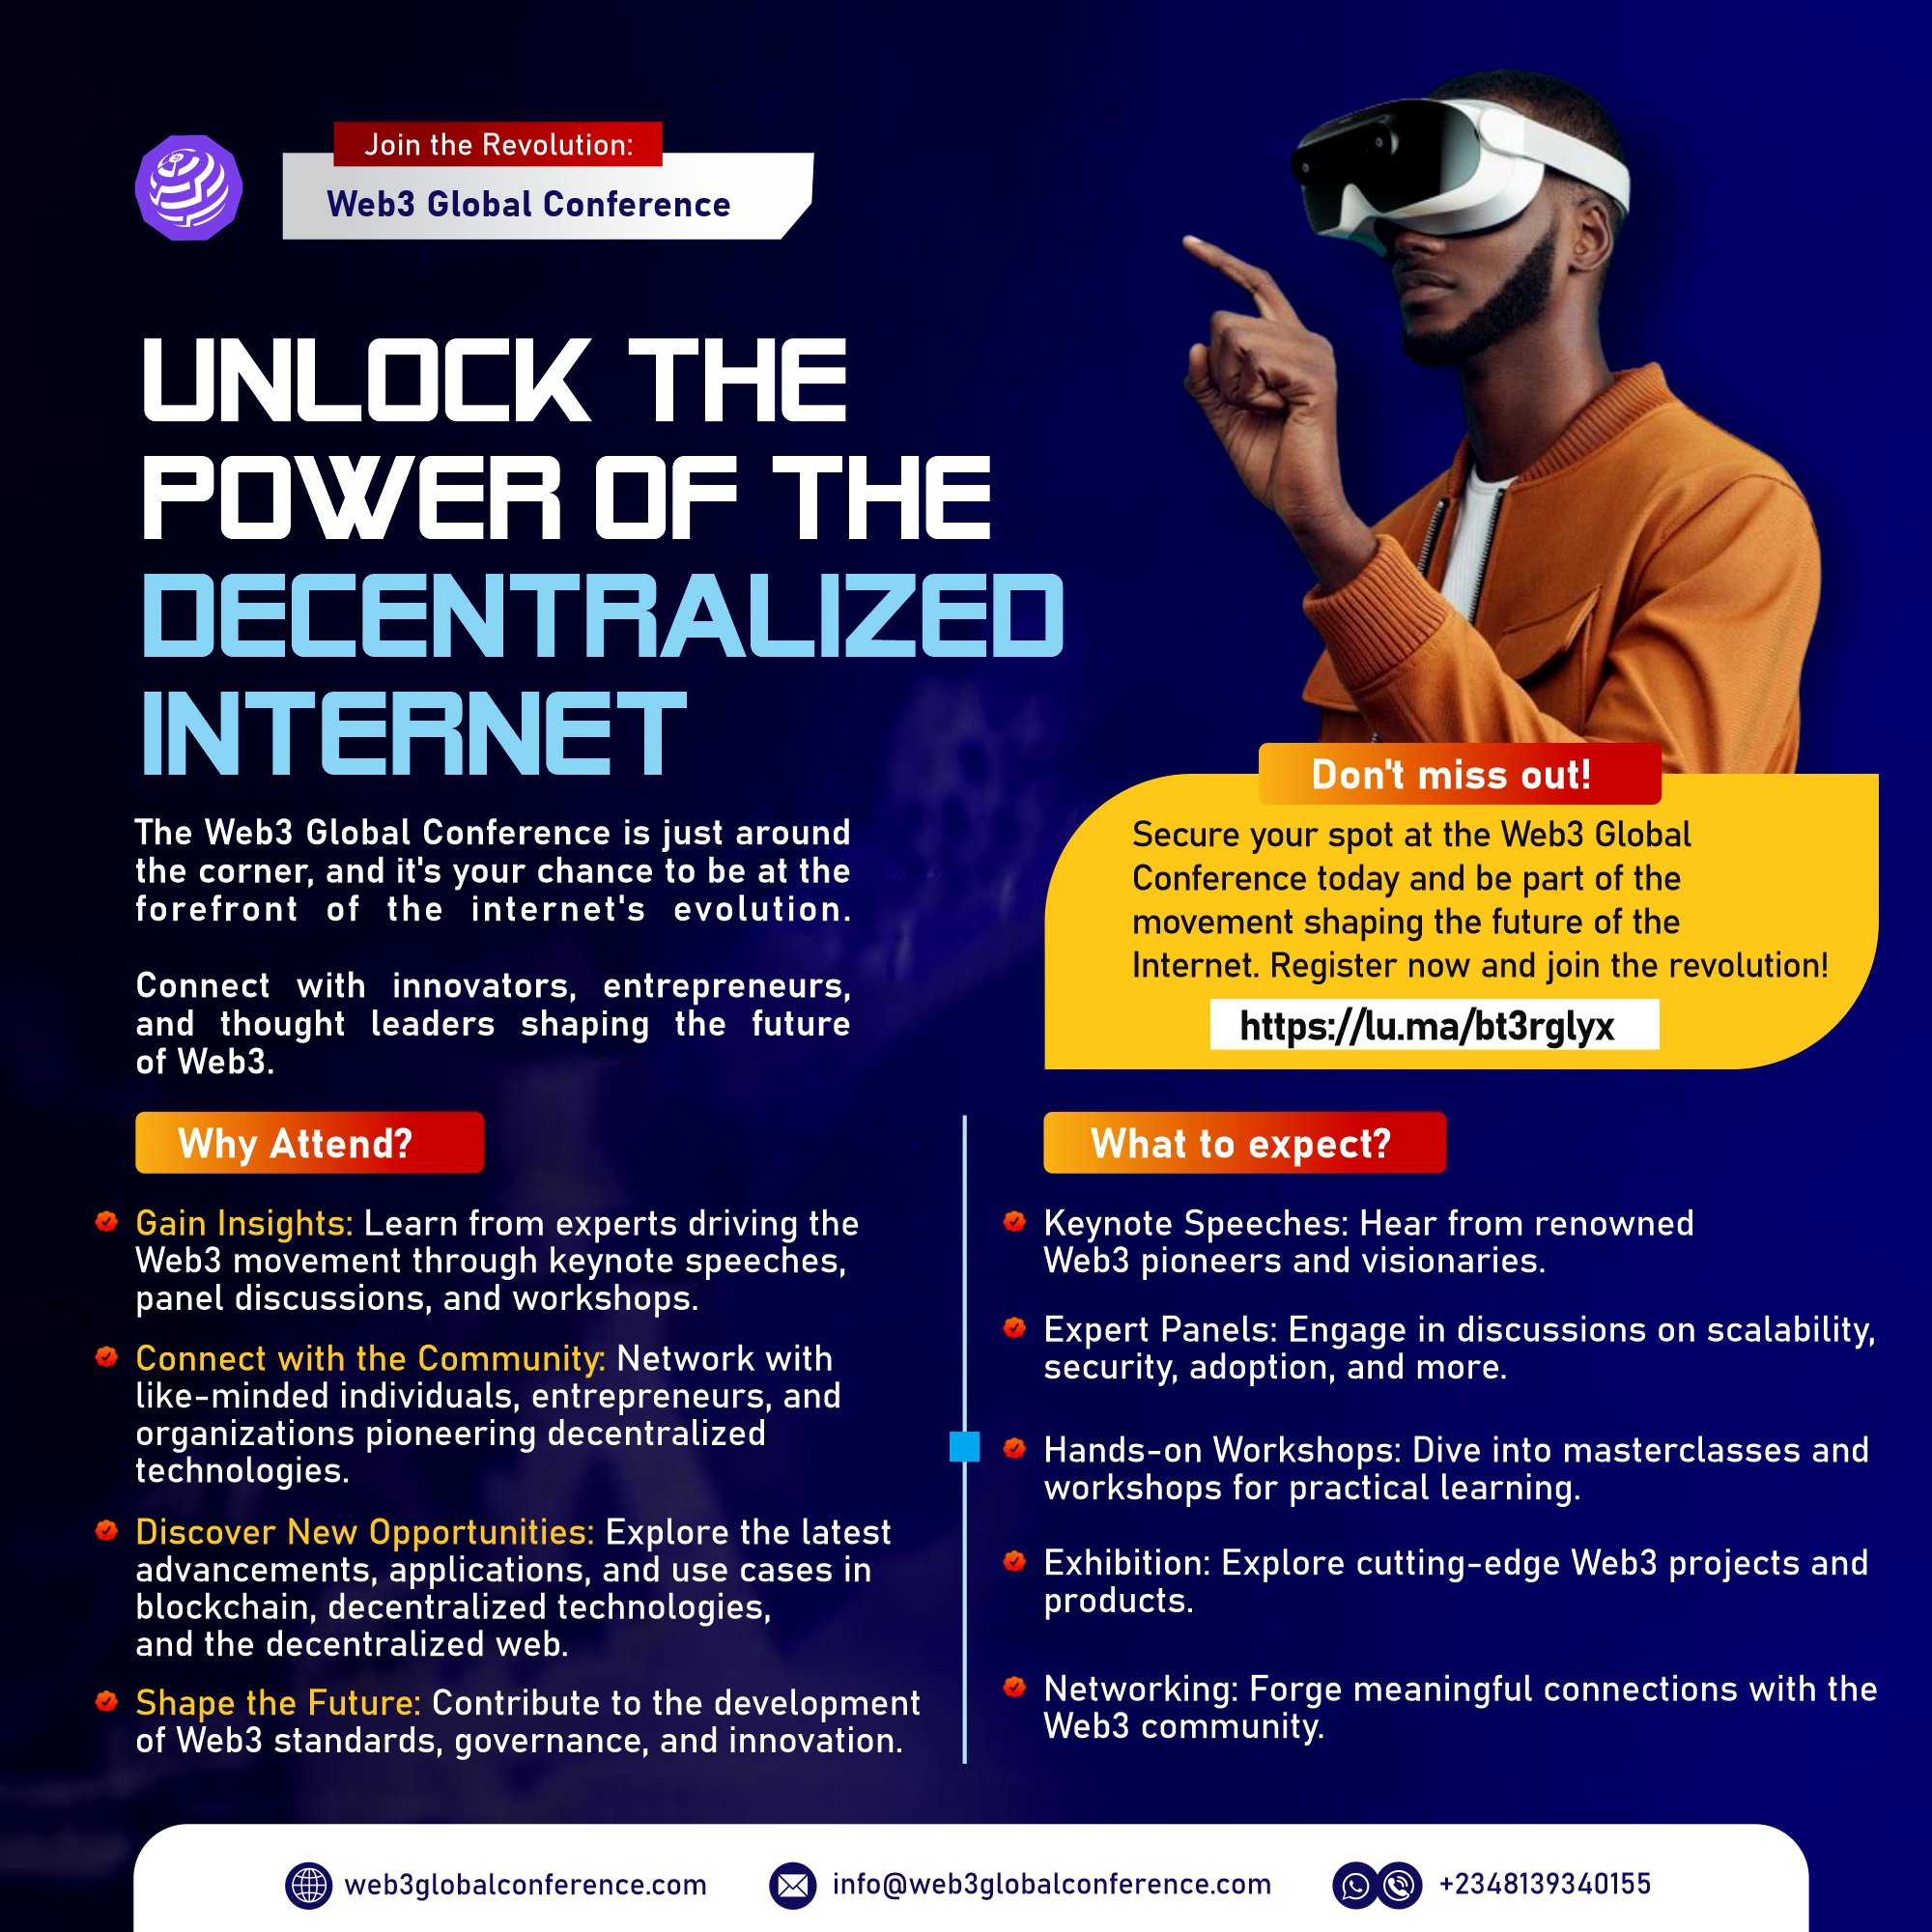 Join the Revolution:
Web3 Global Conference
UNLOCK THE
POWER OF THE
DECENTRALIZED
INTERNET
The Web3 Global Conference is just around
the corner, and it's your chance to be at the
forefront of the internet's evolution.
Connect with innovators, entrepreneurs,
and thought leaders shaping the future
of Web3.
Don't miss out!
Secure your spot at the Web3 Global
Conference today and be part of the
movement shaping the future of the
Internet. Register now and join the revolution!
https://lu.ma/bt3rglyx
Why Attend?
Gain Insights: Learn from experts driving the
Web3 movement through keynote speeches,
panel discussions, and workshops.
Connect with the Community: Network with
like-minded individuals, entrepreneurs, and
organizations pioneering decentralized
technologies.
Discover New Opportunities: Explore the latest
advancements, applications, and use cases in
blockchain, decentralized technologies,
and the decentralized web.
Shape the Future: Contribute to the development
of Web3 standards, governance, and innovation.
What to expect?
Keynote Speeches: Hear from renowned
Web3 pioneers and visionaries.
Expert Panels: Engage in discussions on scalability,
security, adoption, and more.
Hands-on Workshops: Dive into masterclasses and
workshops for practical learning.
Exhibition: Explore cutting-edge Web3 projects and
products.
Networking: Forge meaningful connections with the
Web3 community.
web3globalconference.com
info@web3globalconference.com
+2348139340155